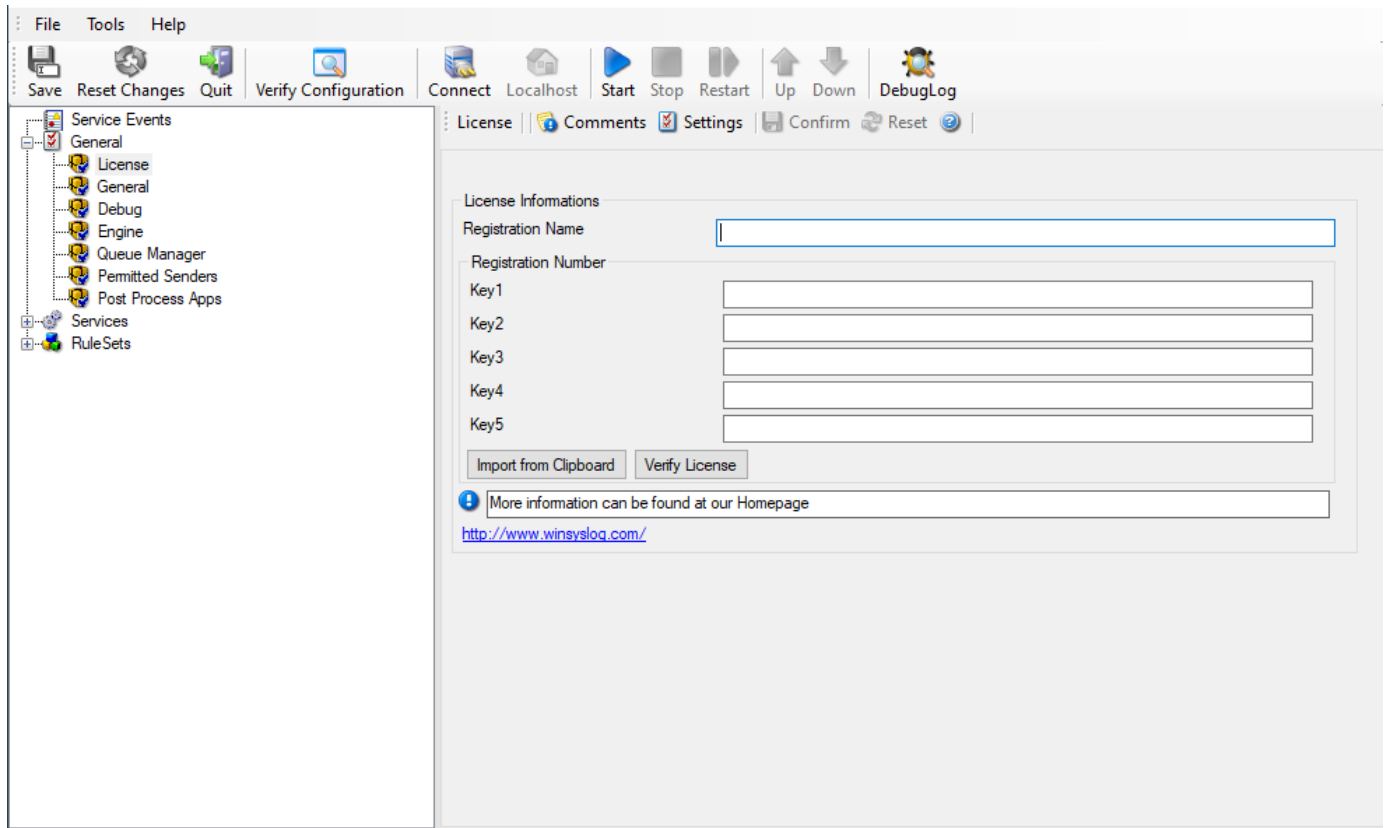 File Tools Help
Save Reset Changes Quit Verify Configuration Connect Localhost Start Stop Restart Up Down DebugLog
Service Events
General
License
General
Debug
Engine
Queue Manager
Permitted Senders
Post Process Apps
Services
RuleSets
License Comments Settings Confirm Reset
License Informations
Registration Name
Registration Number
Key1
Key2
Key3
Key4
Key5
Import from Clipboard Verify License
More information can be found at our Homepage
http://www.winsyslog.com/